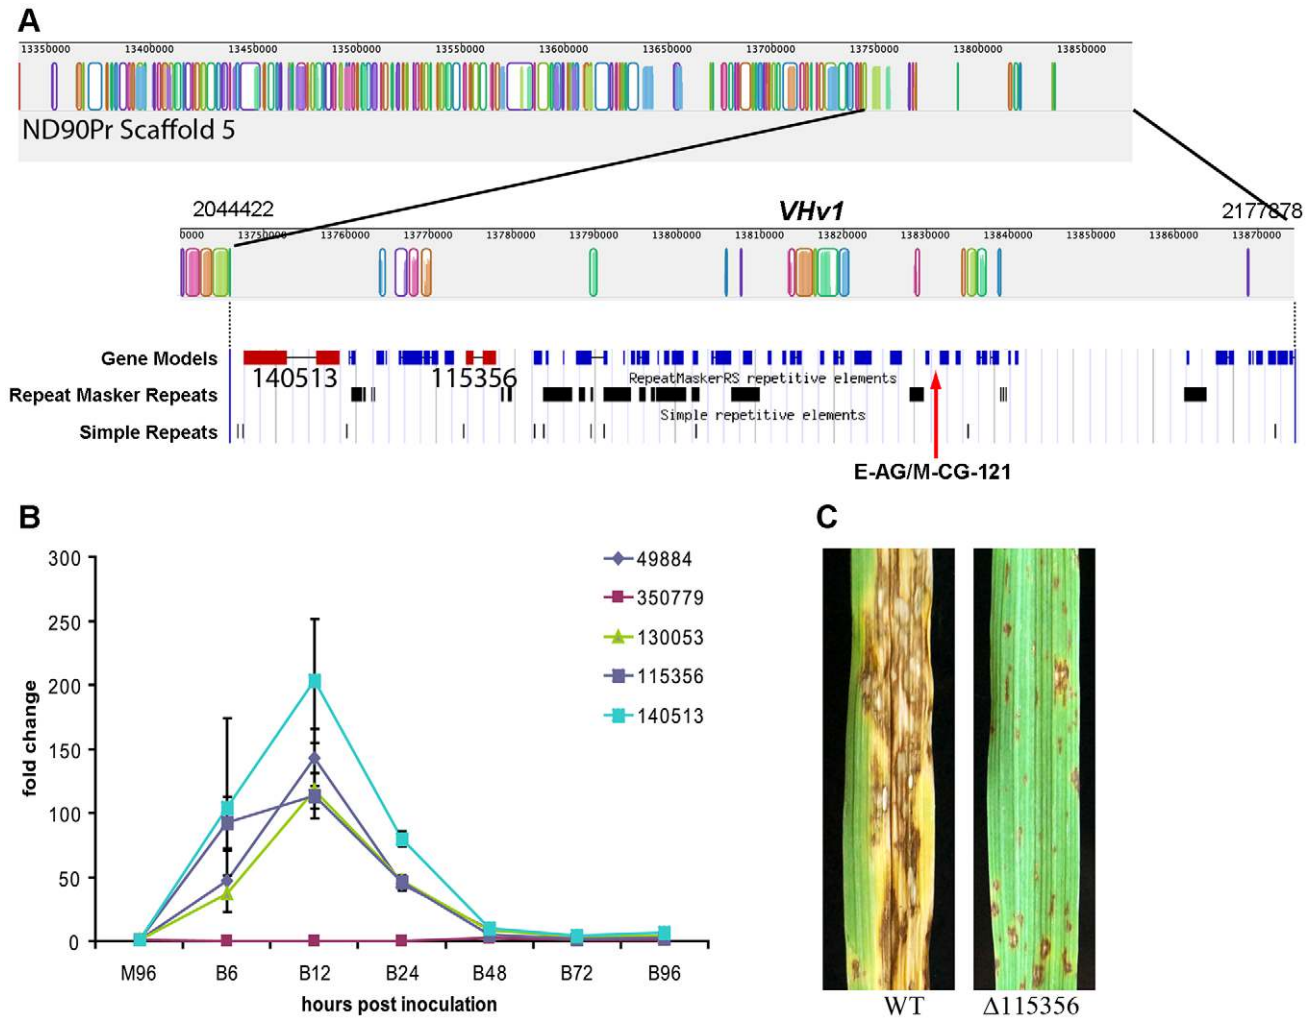 A
13350000 13400000 13450000 13500000 13550000 13600000 13650000 13700000 13750000 13800000 13850000
ND90Pr Scaffold 5
2044422 VHv1 2177878
0000 13750000 13760000 13770000 13780000 13790000 13800000 13810000 13820000 13830000 13840000 13850000 13860000 13870000
Gene Models
140513 115356 RepeatMaskerRS repetitive elements
Repeat Masker Repeats
Simple repetitive elements
Simple Repeats
E-AG/M-CG-121
B
fold change
300
250
200
150
100
50
0
M96 B6 B12 B24 B48 B72 B96
hours post inoculation
49884
350779
130053
115356
140513
C
WT Δ115356